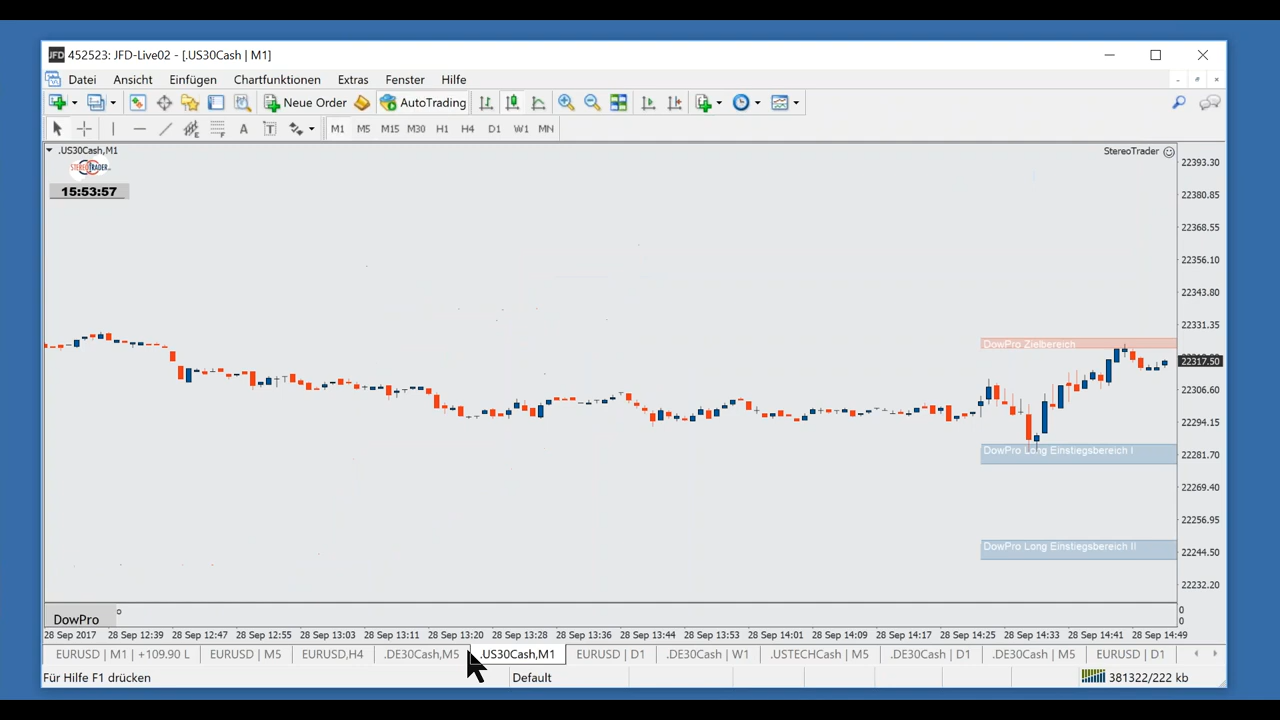 452523: JFD-Live02 - [.US30Cash | M1]
Datei Ansicht Einfügen Chartfunktionen Extras Fenster Hilfe
Neue Order AutoTrading
A T E F M1 M5 M15 M30 H1 H4 D1 W1 MN
.US30Cash,M1 StereoTrader
STEREOTRADER
15:53:57
22393.30
22380.85
22368.55
22356.10
22343.80
22331.35
DowPro Zielbereich
22317.50
22306.60
22294.15
DowPro Long Einstiegsbereich I
22281.70
22269.40
22256.95
DowPro Long Einstiegsbereich II
22244.50
22232.20
DowPro
0
0
28 Sep 2017 28 Sep 12:39 28 Sep 12:47 28 Sep 12:55 28 Sep 13:03 28 Sep 13:11 28 Sep 13:20 28 Sep 13:28 28 Sep 13:36 28 Sep 13:44 28 Sep 13:53 28 Sep 14:01 28 Sep 14:09 28 Sep 14:17 28 Sep 14:25 28 Sep 14:33 28 Sep 14:41 28 Sep 14:49
EURUSD | M1 | +109.90 L EURUSD | M5 EURUSD,H4 .DE30Cash,M5 .US30Cash,M1 EURUSD | D1 .DE30Cash | W1 .USTECHCash | M5 .DE30Cash | D1 .DE30Cash | M5 EURUSD | D1
Für Hilfe F1 drücken Default 381322/222 kb